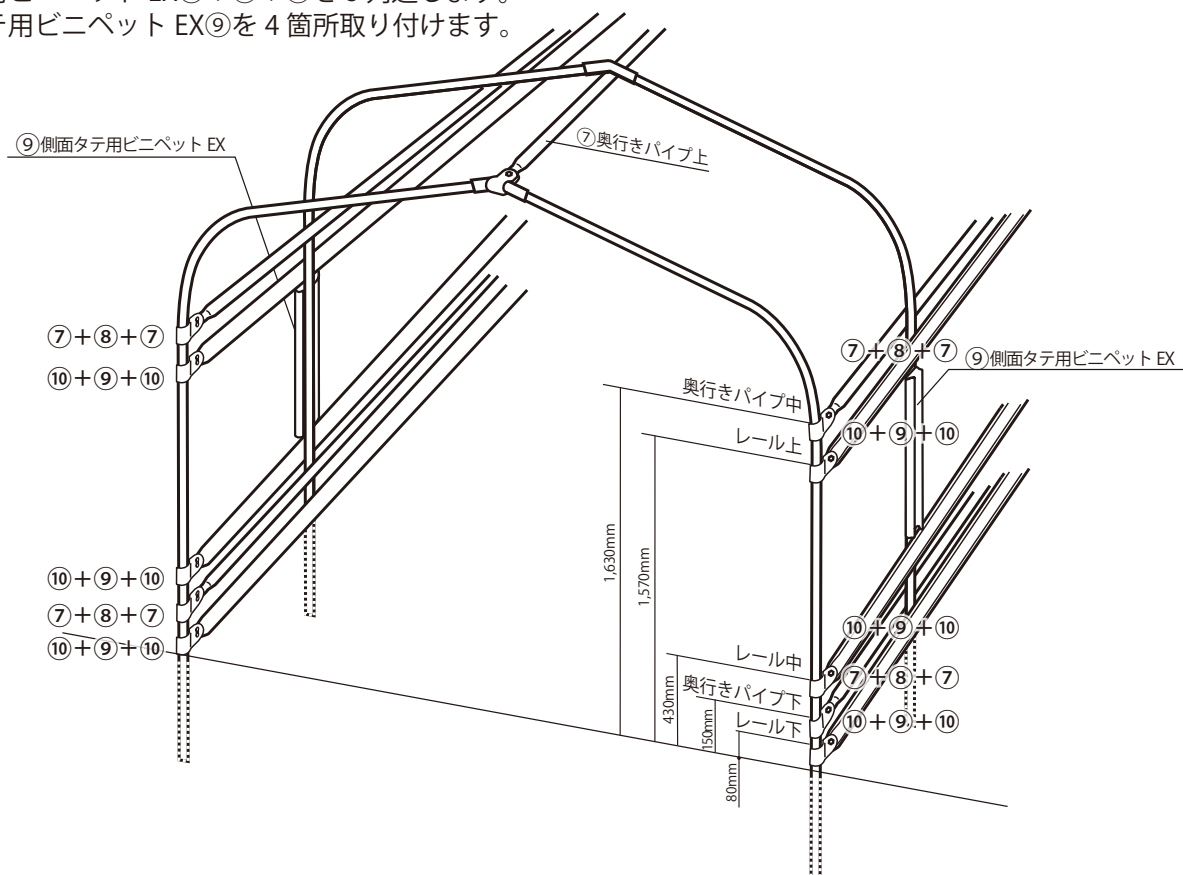 テ用ビニペット EX⑨を 4 箇所取り付けます。
⑨側面タテ用ビニペット EX
⑦奥行きパイプ上
⑦+⑧+⑦
⑩+⑨+⑩
⑦+⑧+⑦
⑨側面タテ用ビニペット EX
奥行きパイプ中
⑩+⑨+⑩
レール上
1,630mm
1,570mm
⑩+⑨+⑩
⑦+⑧+⑦
⑩+⑨+⑩
⑩+⑨+⑩
レール中
⑦+⑧+⑦
奥行きパイプ下
430mm
150mm
レール下
⑩+⑨+⑩
80mm